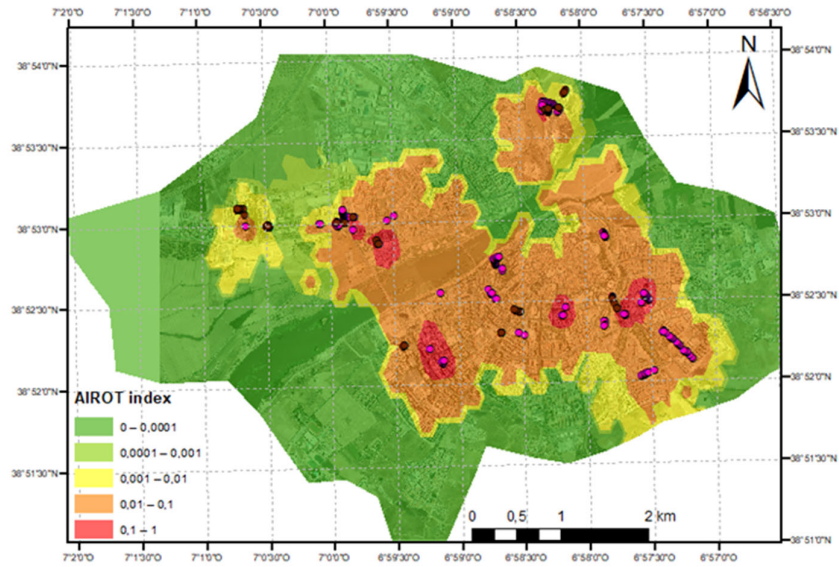 7°2'0"O 7°1'30"O 7°1'0"O 7°0'30"O 7°0'0"O 6°59'30"O 6°59'0"O 6°58'30"O 6°58'0"O 6°57'30"O 6°57'0"O 6°56'30"O
N
38°54'0"N 38°54'0"N
38°53'30"N 38°53'30"N
38°53'0"N 38°53'0"N
38°52'30"N 38°52'30"N
38°52'0"N 38°52'0"N
AIROT index
0 – 0,0001
0,0001 – 0,001
38°51'30"N 38°51'30"N
0,001 – 0,01
0,01 – 0,1
0 0,5 1 2 km
0,1 – 1
38°51'0"N
7°2'0"O 7°1'30"O 7°1'0"O 7°0'30"O 7°0'0"O 6°59'30"O 6°59'0"O 6°58'30"O 6°58'0"O 6°57'30"O 6°57'0"O